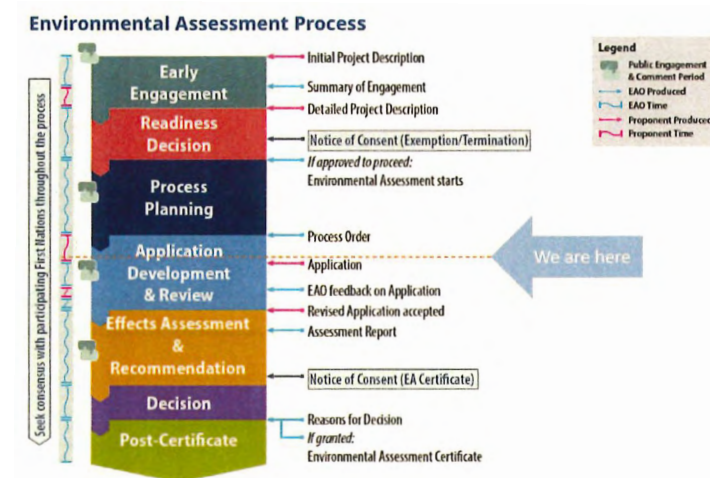 Environmental Assessment Process
Seek consensus with participating First Nations throughout the process
Early
Engagement
Readiness
Decision
Process
Planning
Application
Development
& Review
Effects Assessment
&
Recommendation
Decision
Post-Certificate
Initial Project Description
Summary of Engagement
Detailed Project Description
Notice of Consent (Exemption/Termination)
If approved to proceed:
Environmental Assessment starts
Process Order
Application
EAO feedback on Application
Revised Application accepted
Assessment Report
Notice of Consent (EA Certificate)
Reasons for Decision
If granted:
Environmental Assessment Certificate
We are here
Legend
Public Engagement
& Comment Period
EAO Produced
EAO Time
Proponent Produced
Proponent Time